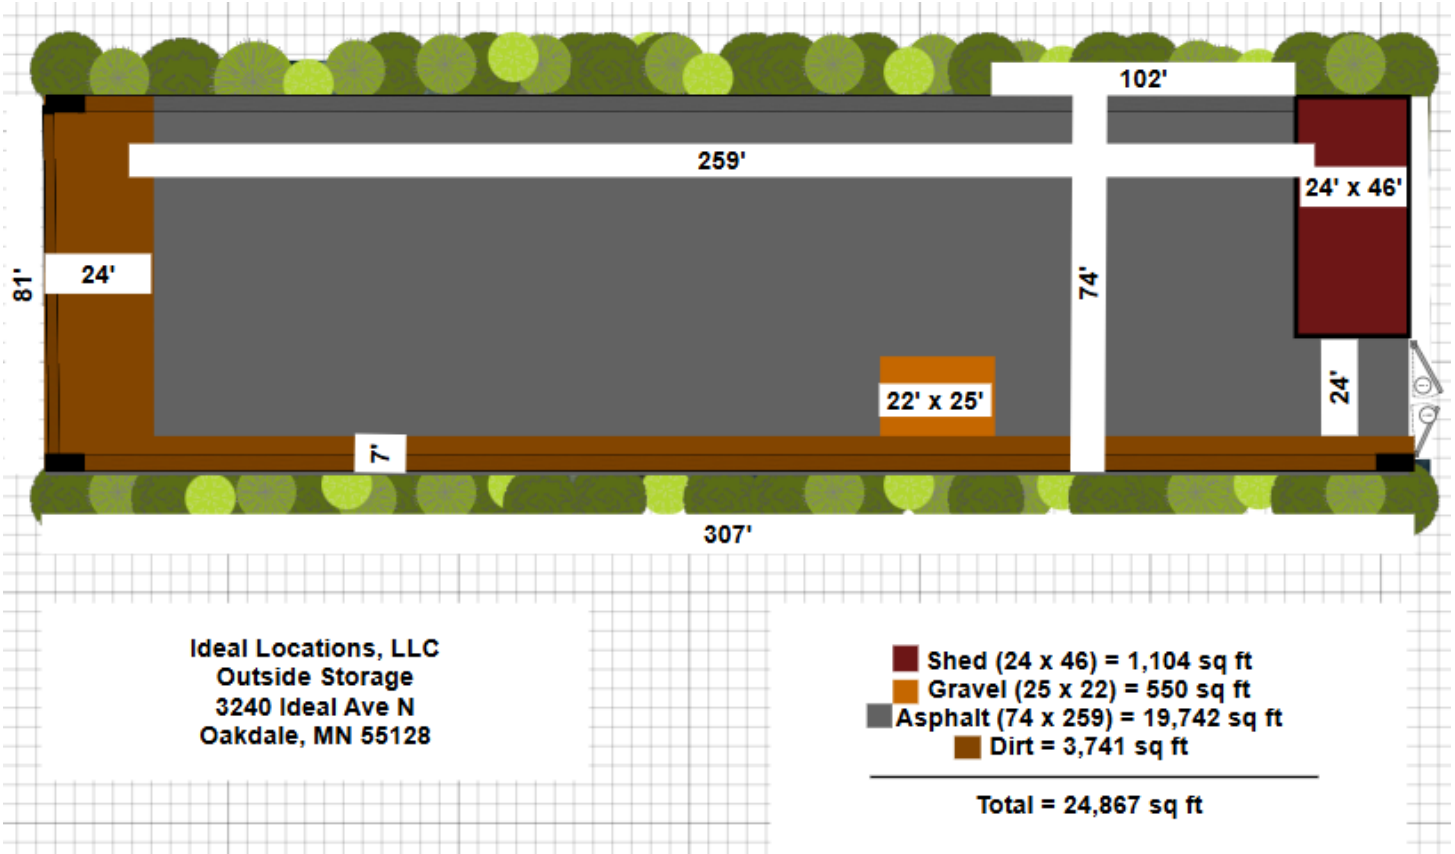 102'
259'
24' x 46'
81'
24'
74'
22' x 25'
24'
7'
307'
Ideal Locations, LLC
Outside Storage
3240 Ideal Ave N
Oakdale, MN 55128
Shed (24 x 46) = 1,104 sq ft
Gravel (25 x 22) = 550 sq ft
Asphalt (74 x 259) = 19,742 sq ft
Dirt = 3,741 sq ft
Total = 24,867 sq ft